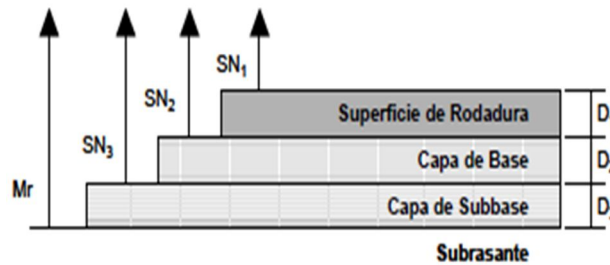 SN1
SN2
SN3
Mr
Superficie de Rodadura
D
Capa de Base
D
Capa de Subbase
D
Subrasante